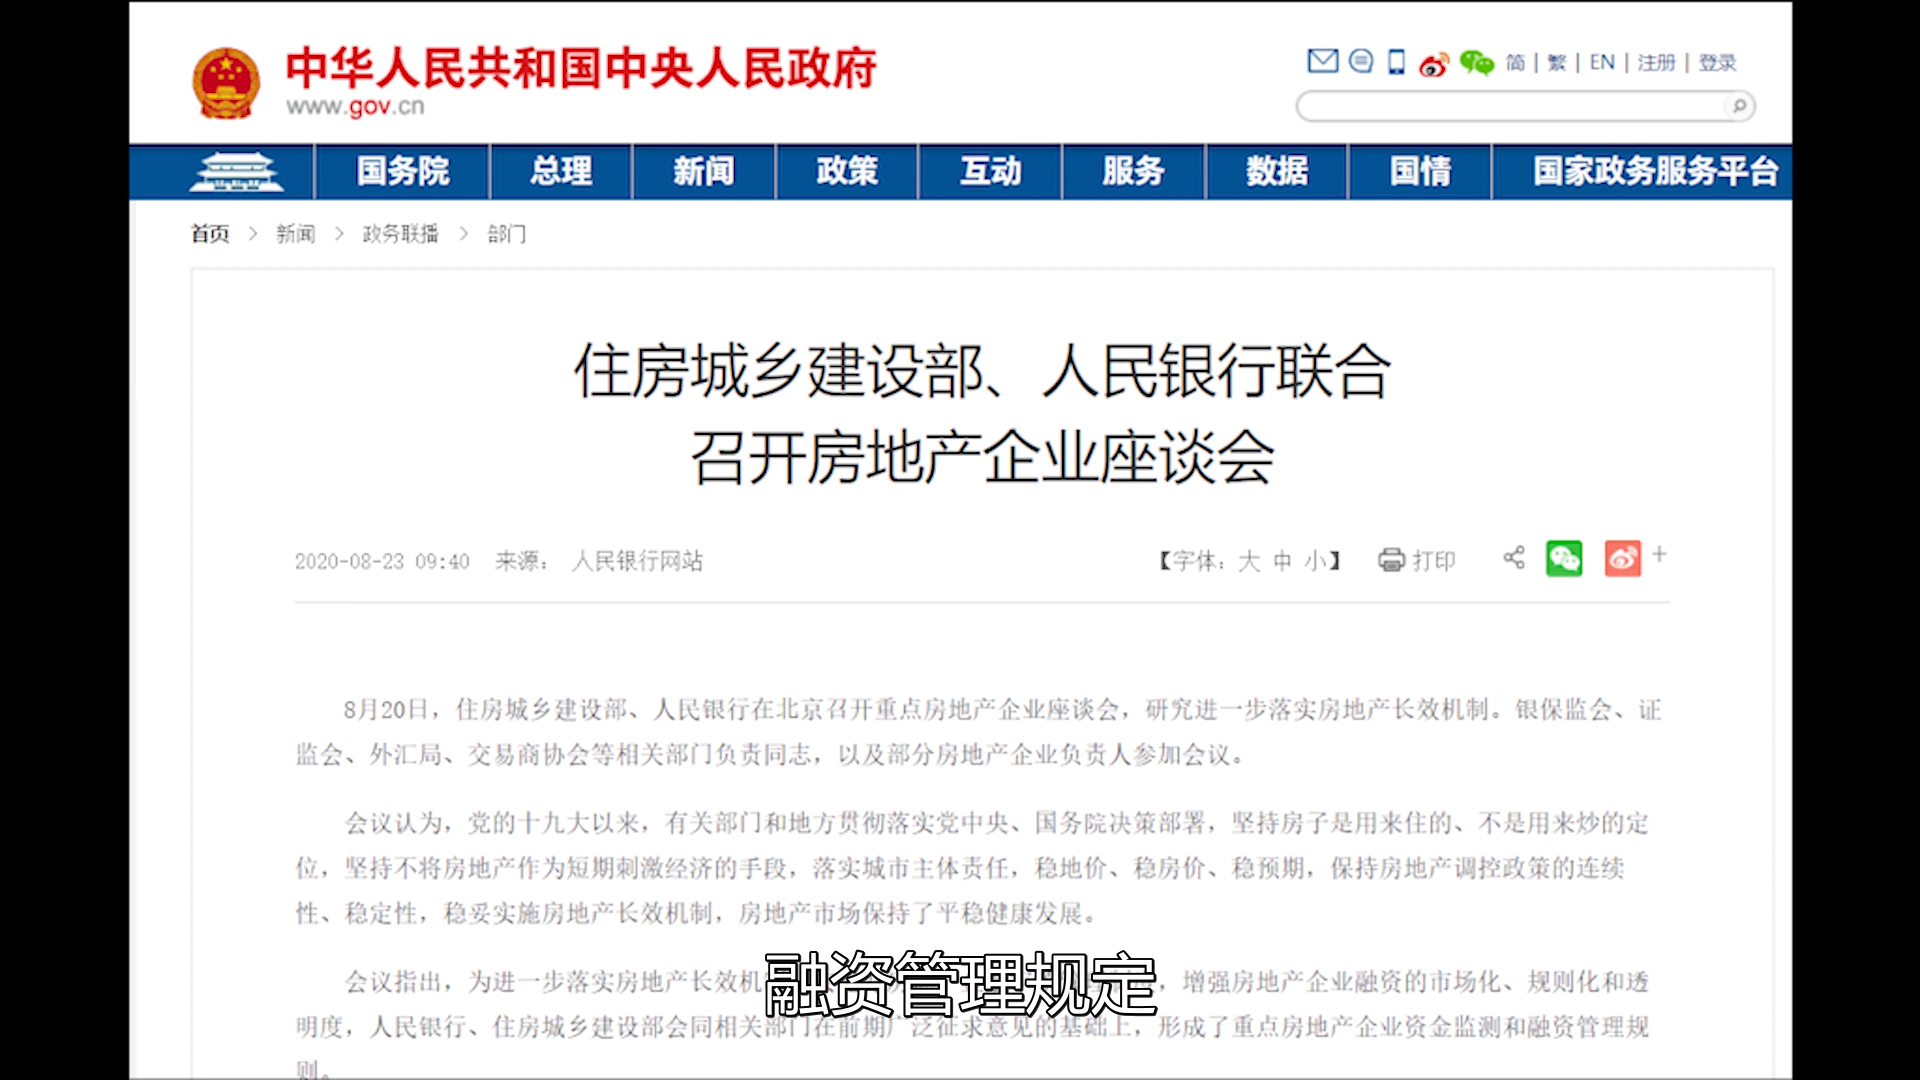 中华人民共和国中央人民政府
www.gov.cn
简 | 繁 | EN | 注册 | 登录
国务院 总理 新闻 政策 互动 服务 数据 国情 国家政务服务平台
首页 > 新闻 > 政务联播 > 部门
住房城乡建设部、人民银行联合
召开房地产企业座谈会
2020-08-23 09:40 来源: 人民银行网站 【字体: 大 中 小】 打印
8月20日，住房城乡建设部、人民银行在北京召开重点房地产企业座谈会，研究进一步落实房地产长效机制。银保监会、证
监会、外汇局、交易商协会等相关部门负责同志，以及部分房地产企业负责人参加会议。
会议认为，党的十九大以来，有关部门和地方贯彻落实党中央、国务院决策部署，坚持房子是用来住的、不是用来炒的定
位，坚持不将房地产作为短期刺激经济的手段，落实城市主体责任，稳地价、稳房价、稳预期，保持房地产调控政策的连续
性、稳定性，稳妥实施房地产长效机制，房地产市场保持了平稳健康发展。
会议指出，为进一步落实房地产长效机 ，增强房地产企业融资的市场化、规则化和透
融资管理规定
明度，人民银行、住房城乡建设部会同相关部门在前期广泛征求意见的基础上，形成了重点房地产企业资金监测和融资管理规
则。